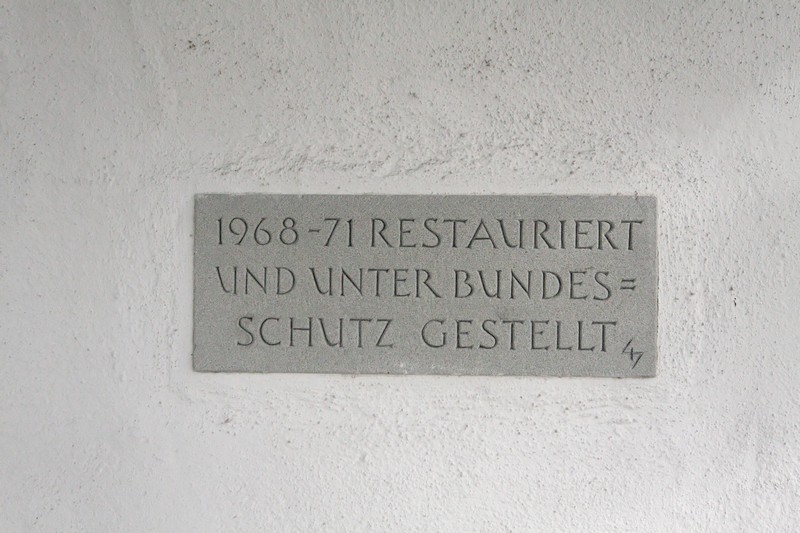 1968-71 RESTAURIERT
UND UNTER BUNDES=
SCHUTZ GESTELLT